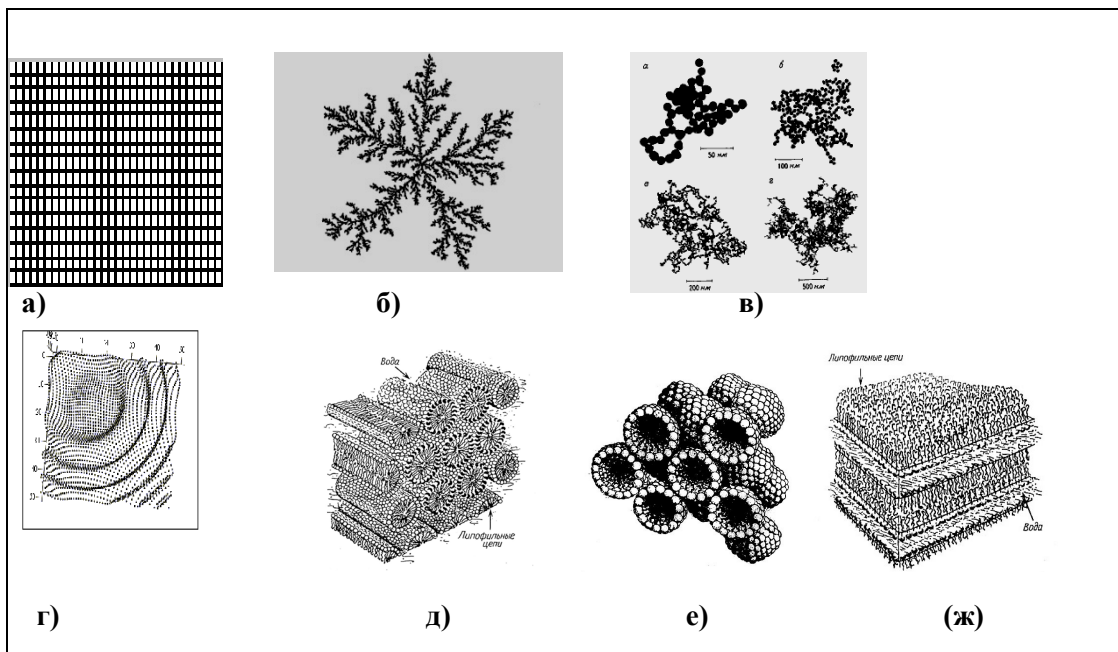 а б
50 нм 100 нм
в г
200 нм 500 нм
а) б) в)
Вода
Липофильные цепи
Липофильные цепи
Вода
г) д) е) (ж)